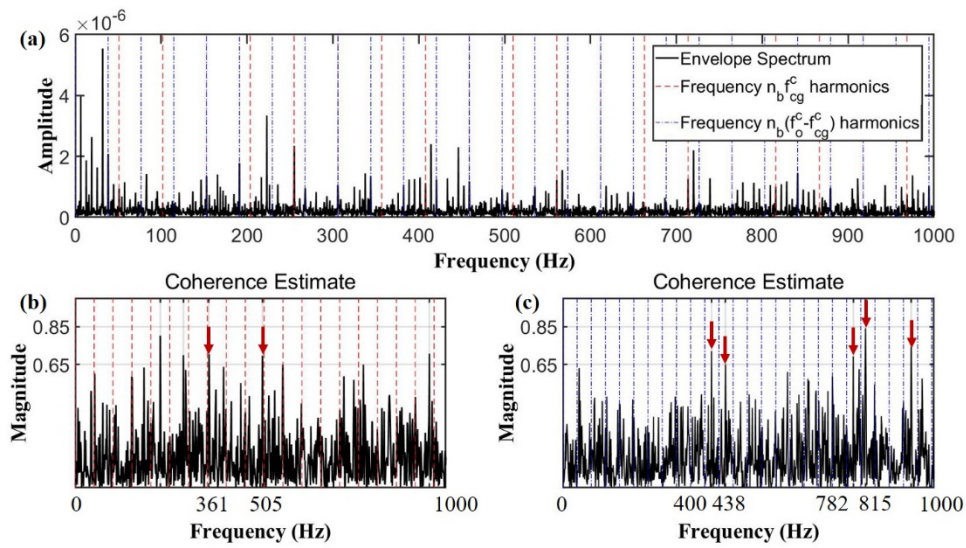 (a)
×10⁻⁶
6
4
2
0
Amplitude
Envelope Spectrum
Frequency n_b f_cg^c harmonics
Frequency n_b(f_o^c-f_cg^c) harmonics
0 100 200 300 400 500 600 700 800 900 1000
Frequency (Hz)
(b)
Coherence Estimate
0.85
0.65
Magnitude
0 361 505 1000
Frequency (Hz)
(c)
Coherence Estimate
0.85
0.65
Magnitude
0 400 438 782 815 1000
Frequency (Hz)